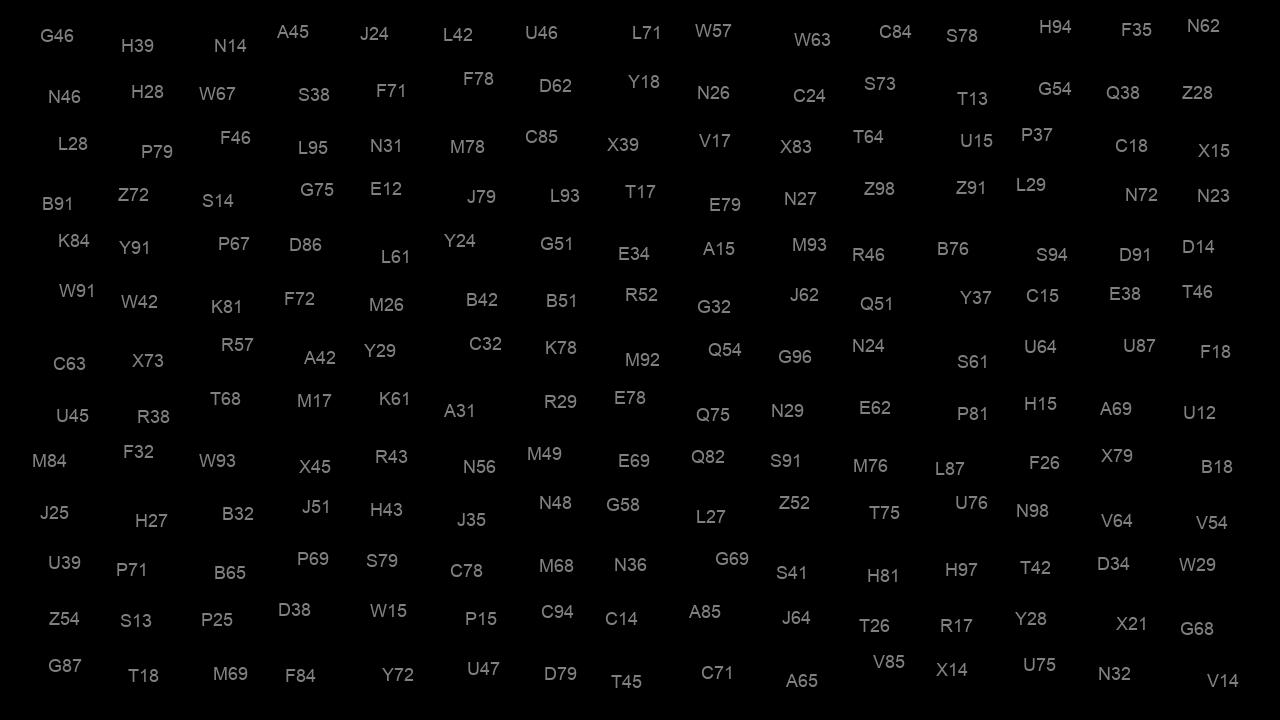 G46 H39 N14 A45 J24 L42 U46 L71 W57 W63 C84 S78 H94 F35 N62
N46 H28 W67 S38 F71 F78 D62 Y18 N26 C24 S73 T13 G54 Q38 Z28
L28 P79 F46 L95 N31 M78 C85 X39 V17 X83 T64 U15 P37 C18 X15
B91 Z72 S14 G75 E12 J79 L93 T17 E79 N27 Z98 Z91 L29 N72 N23
K84 Y91 P67 D86 L61 Y24 G51 E34 A15 M93 R46 B76 S94 D91 D14
W91 W42 K81 F72 M26 B42 B51 R52 G32 J62 Q51 Y37 C15 E38 T46
C63 X73 R57 A42 Y29 C32 K78 M92 Q54 G96 N24 S61 U64 U87 F18
U45 R38 T68 M17 K61 A31 R29 E78 Q75 N29 E62 P81 H15 A69 U12
M84 F32 W93 X45 R43 N56 M49 E69 Q82 S91 M76 L87 F26 X79 B18
J25 H27 B32 J51 H43 J35 N48 G58 L27 Z52 T75 U76 N98 V64 V54
U39 P71 B65 P69 S79 C78 M68 N36 G69 S41 H81 H97 T42 D34 W29
Z54 S13 P25 D38 W15 P15 C94 C14 A85 J64 T26 R17 Y28 X21 G68
G87 T18 M69 F84 Y72 U47 D79 T45 C71 A65 V85 X14 U75 N32 V14